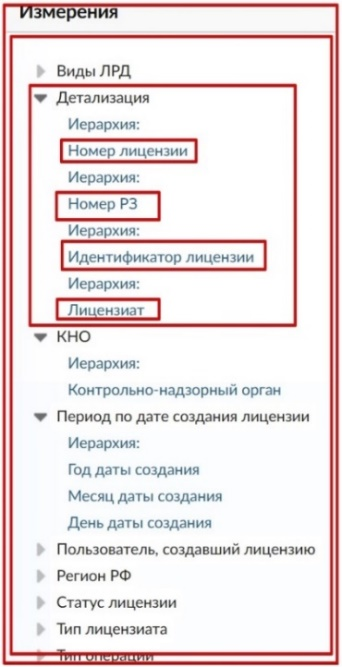 Измерения
Виды ЛРД
Детализация
Иерархия:
Номер лицензии
Иерархия:
Номер РЗ
Иерархия:
Идентификатор лицензии
Иерархия:
Лицензиат
КНО
Иерархия:
Контрольно-надзорный орган
Период по дате создания лицензии
Иерархия:
Год даты создания
Месяц даты создания
День даты создания
Пользователь, создавший лицензию
Регион РФ
Статус лицензии
Тип лицензиата
Тип операции